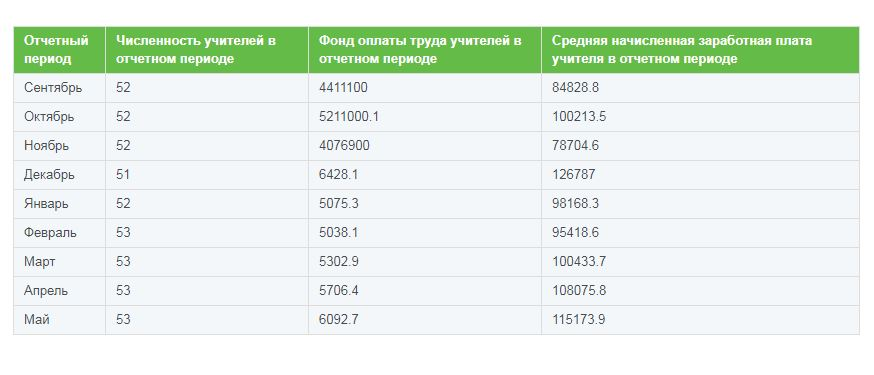 Отчетный период Численность учителей в отчетном периоде Фонд оплаты труда учителей в отчетном периоде Средняя начисленная заработная плата учителя в отчетном периоде
Сентябрь 52 4411100 84828.8
Октябрь 52 5211000.1 100213.5
Ноябрь 52 4076900 78704.6
Декабрь 51 6428.1 126787
Январь 52 5075.3 98168.3
Февраль 53 5038.1 95418.6
Март 53 5302.9 100433.7
Апрель 53 5706.4 108075.8
Май 53 6092.7 115173.9